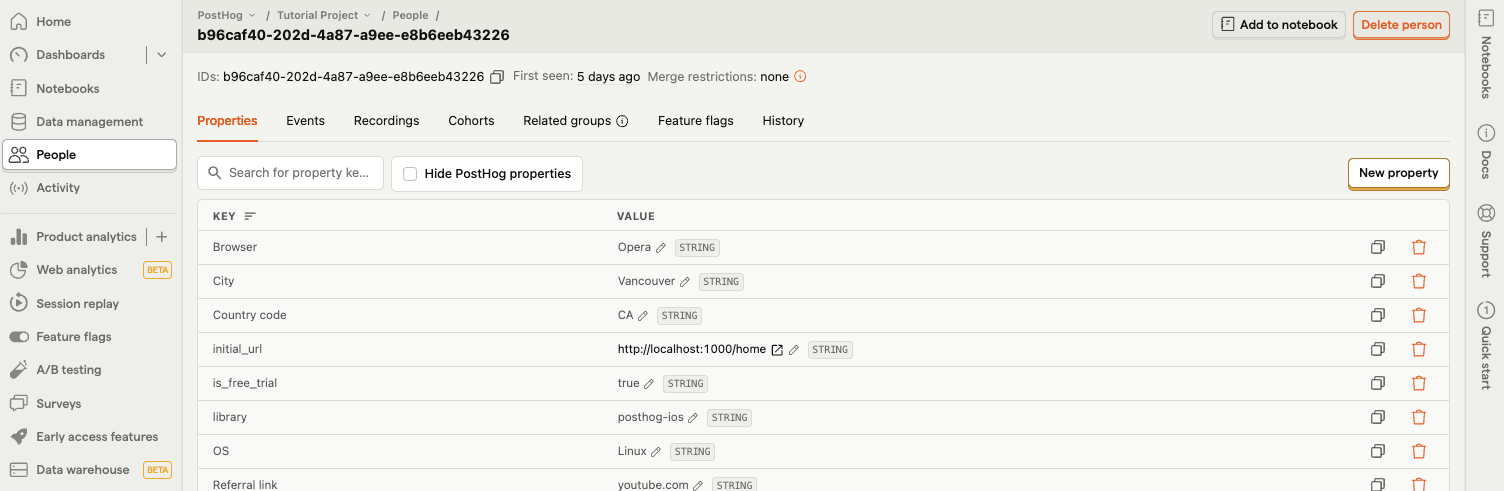 Home
Dashboards
Notebooks
Data management
People
Activity
Product analytics
Web analytics BETA
Session replay
Feature flags
A/B testing
Surveys
Early access features
Data warehouse BETA
PostHog / Tutorial Project / People /
b96caf40-202d-4a87-a9ee-e8b6eeb43226
Add to notebook
Delete person
IDs: b96caf40-202d-4a87-a9ee-e8b6eeb43226 First seen: 5 days ago Merge restrictions: none
Properties Events Recordings Cohorts Related groups Feature flags History
Search for property ke... Hide PostHog properties New property
KEY VALUE
Browser Opera STRING
City Vancouver STRING
Country code CA STRING
initial_url http://localhost:1000/home STRING
is_free_trial true STRING
library posthog-ios STRING
OS Linux STRING
Referral link youtube.com STRING
Notebooks
Docs
Support
1
Quick start